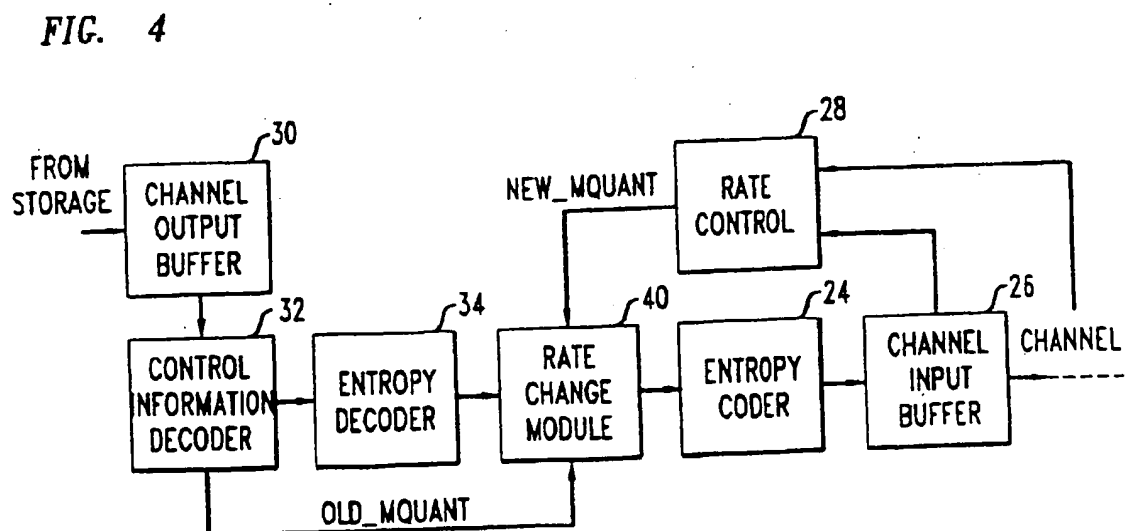 FIG. 4
30
28
FROM
STORAGE
CHANNEL
OUTPUT
BUFFER
NEW_MQUANT
RATE
CONTROL
32
34
40
24
26
CONTROL
INFORMATION
DECODER
ENTROPY
DECODER
RATE
CHANGE
MODULE
ENTROPY
CODER
CHANNEL
INPUT
BUFFER
CHANNEL
OLD_MQUANT